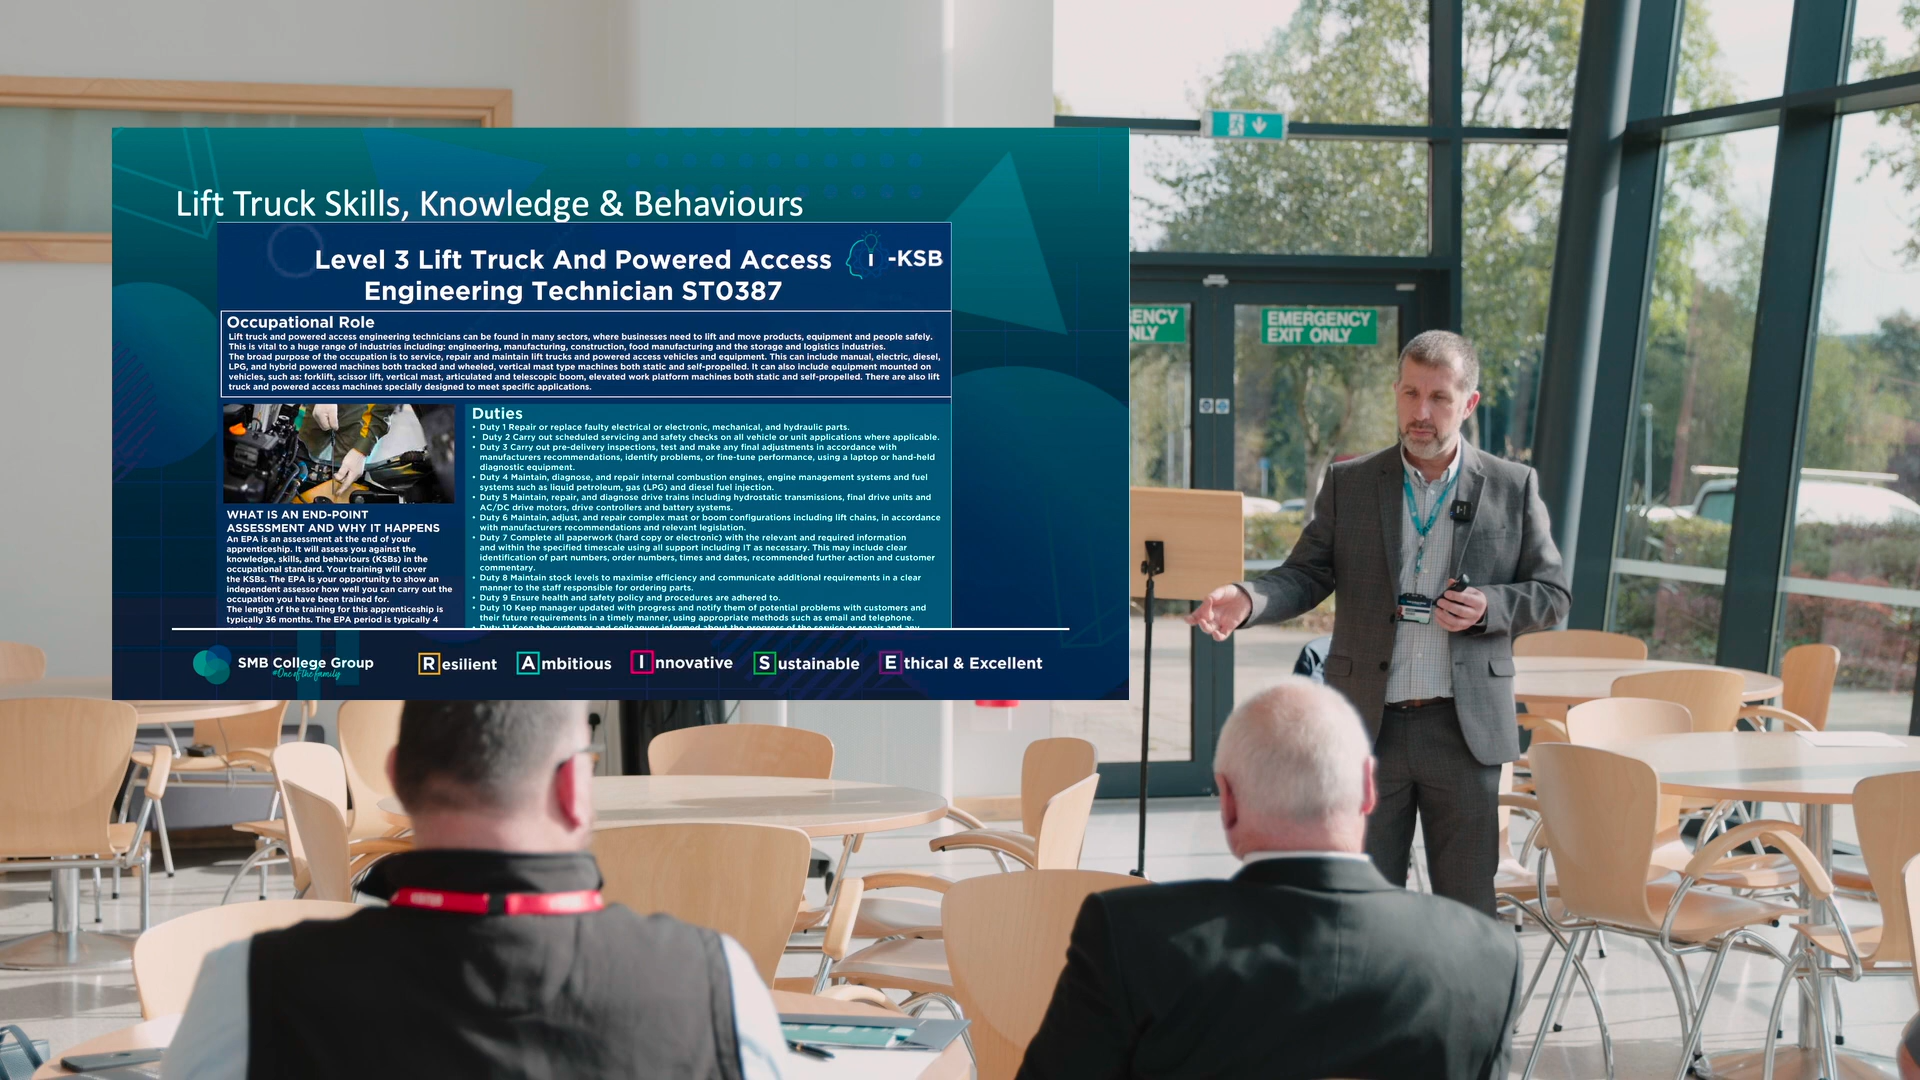 Lift Truck Skills, Knowledge & Behaviours
Level 3 Lift Truck And Powered Access
Engineering Technician ST0387
i -KSB
Occupational Role
Lift truck and powered access engineering technicians can be found in many sectors, where businesses need to lift and move products, equipment and people safely.
This is vital to a huge range of industries including: engineering, manufacturing, construction, food manufacturing and the storage and logistics industries.
The broad purpose of the occupation is to service, repair and maintain lift trucks and powered access vehicles and equipment. This can include manual, electric, diesel,
LPG, and hybrid powered machines both tracked and wheeled, vertical mast type machines both static and self-propelled. It can also include equipment mounted on
vehicles, such as: forklift, scissor lift, vertical mast, articulated and telescopic boom, elevated work platform machines both static and self-propelled. There are also lift
truck and powered access machines specially designed to meet specific applications.
WHAT IS AN END-POINT
ASSESSMENT AND WHY IT HAPPENS
An EPA is an assessment at the end of your
apprenticeship. It will assess you against the
knowledge, skills, and behaviours (KSBs) in the
occupational standard. Your training will cover
the KSBs. The EPA is your opportunity to show an
independent assessor how well you can carry out the
occupation you have been trained for.
The length of the training for this apprenticeship is
typically 36 months. The EPA period is typically 4
Duties
• Duty 1 Repair or replace faulty electrical or electronic, mechanical, and hydraulic parts.
• Duty 2 Carry out scheduled servicing and safety checks on all vehicle or unit applications where applicable.
• Duty 3 Carry out pre-delivery inspections, test and make any final adjustments in accordance with
manufacturers recommendations, identify problems, or fine-tune performance, using a laptop or hand-held
diagnostic equipment.
• Duty 4 Maintain, diagnose, and repair internal combustion engines, engine management systems and fuel
systems such as liquid petroleum, gas (LPG) and diesel fuel injection.
• Duty 5 Maintain, repair, and diagnose drive trains including hydrostatic transmissions, final drive units and
AC/DC drive motors, drive controllers and battery systems.
• Duty 6 Maintain, adjust, and repair complex mast or boom configurations including lift chains, in accordance
with manufacturers recommendations and relevant legislation.
• Duty 7 Complete all paperwork (hard copy or electronic) with the relevant and required information
and within the specified timescale using all support including IT as necessary. This may include clear
identification of part numbers, order numbers, times and dates, recommended further action and customer
commentary.
• Duty 8 Maintain stock levels to maximise efficiency and communicate additional requirements in a clear
manner to the staff responsible for ordering parts.
• Duty 9 Ensure health and safety policy and procedures are adhered to.
• Duty 10 Keep manager updated with progress and notify them of potential problems with customers and
their future requirements in a timely manner, using appropriate methods such as email and telephone.
• Duty 11 Keep the customer and colleagues informed about the progress of the service or repair and any
SMB College Group
#One of the family
Resilient
Ambitious
Innovative
Sustainable
Ethical & Excellent
ENCY
NLY
EMERGENCY
EXIT ONLY